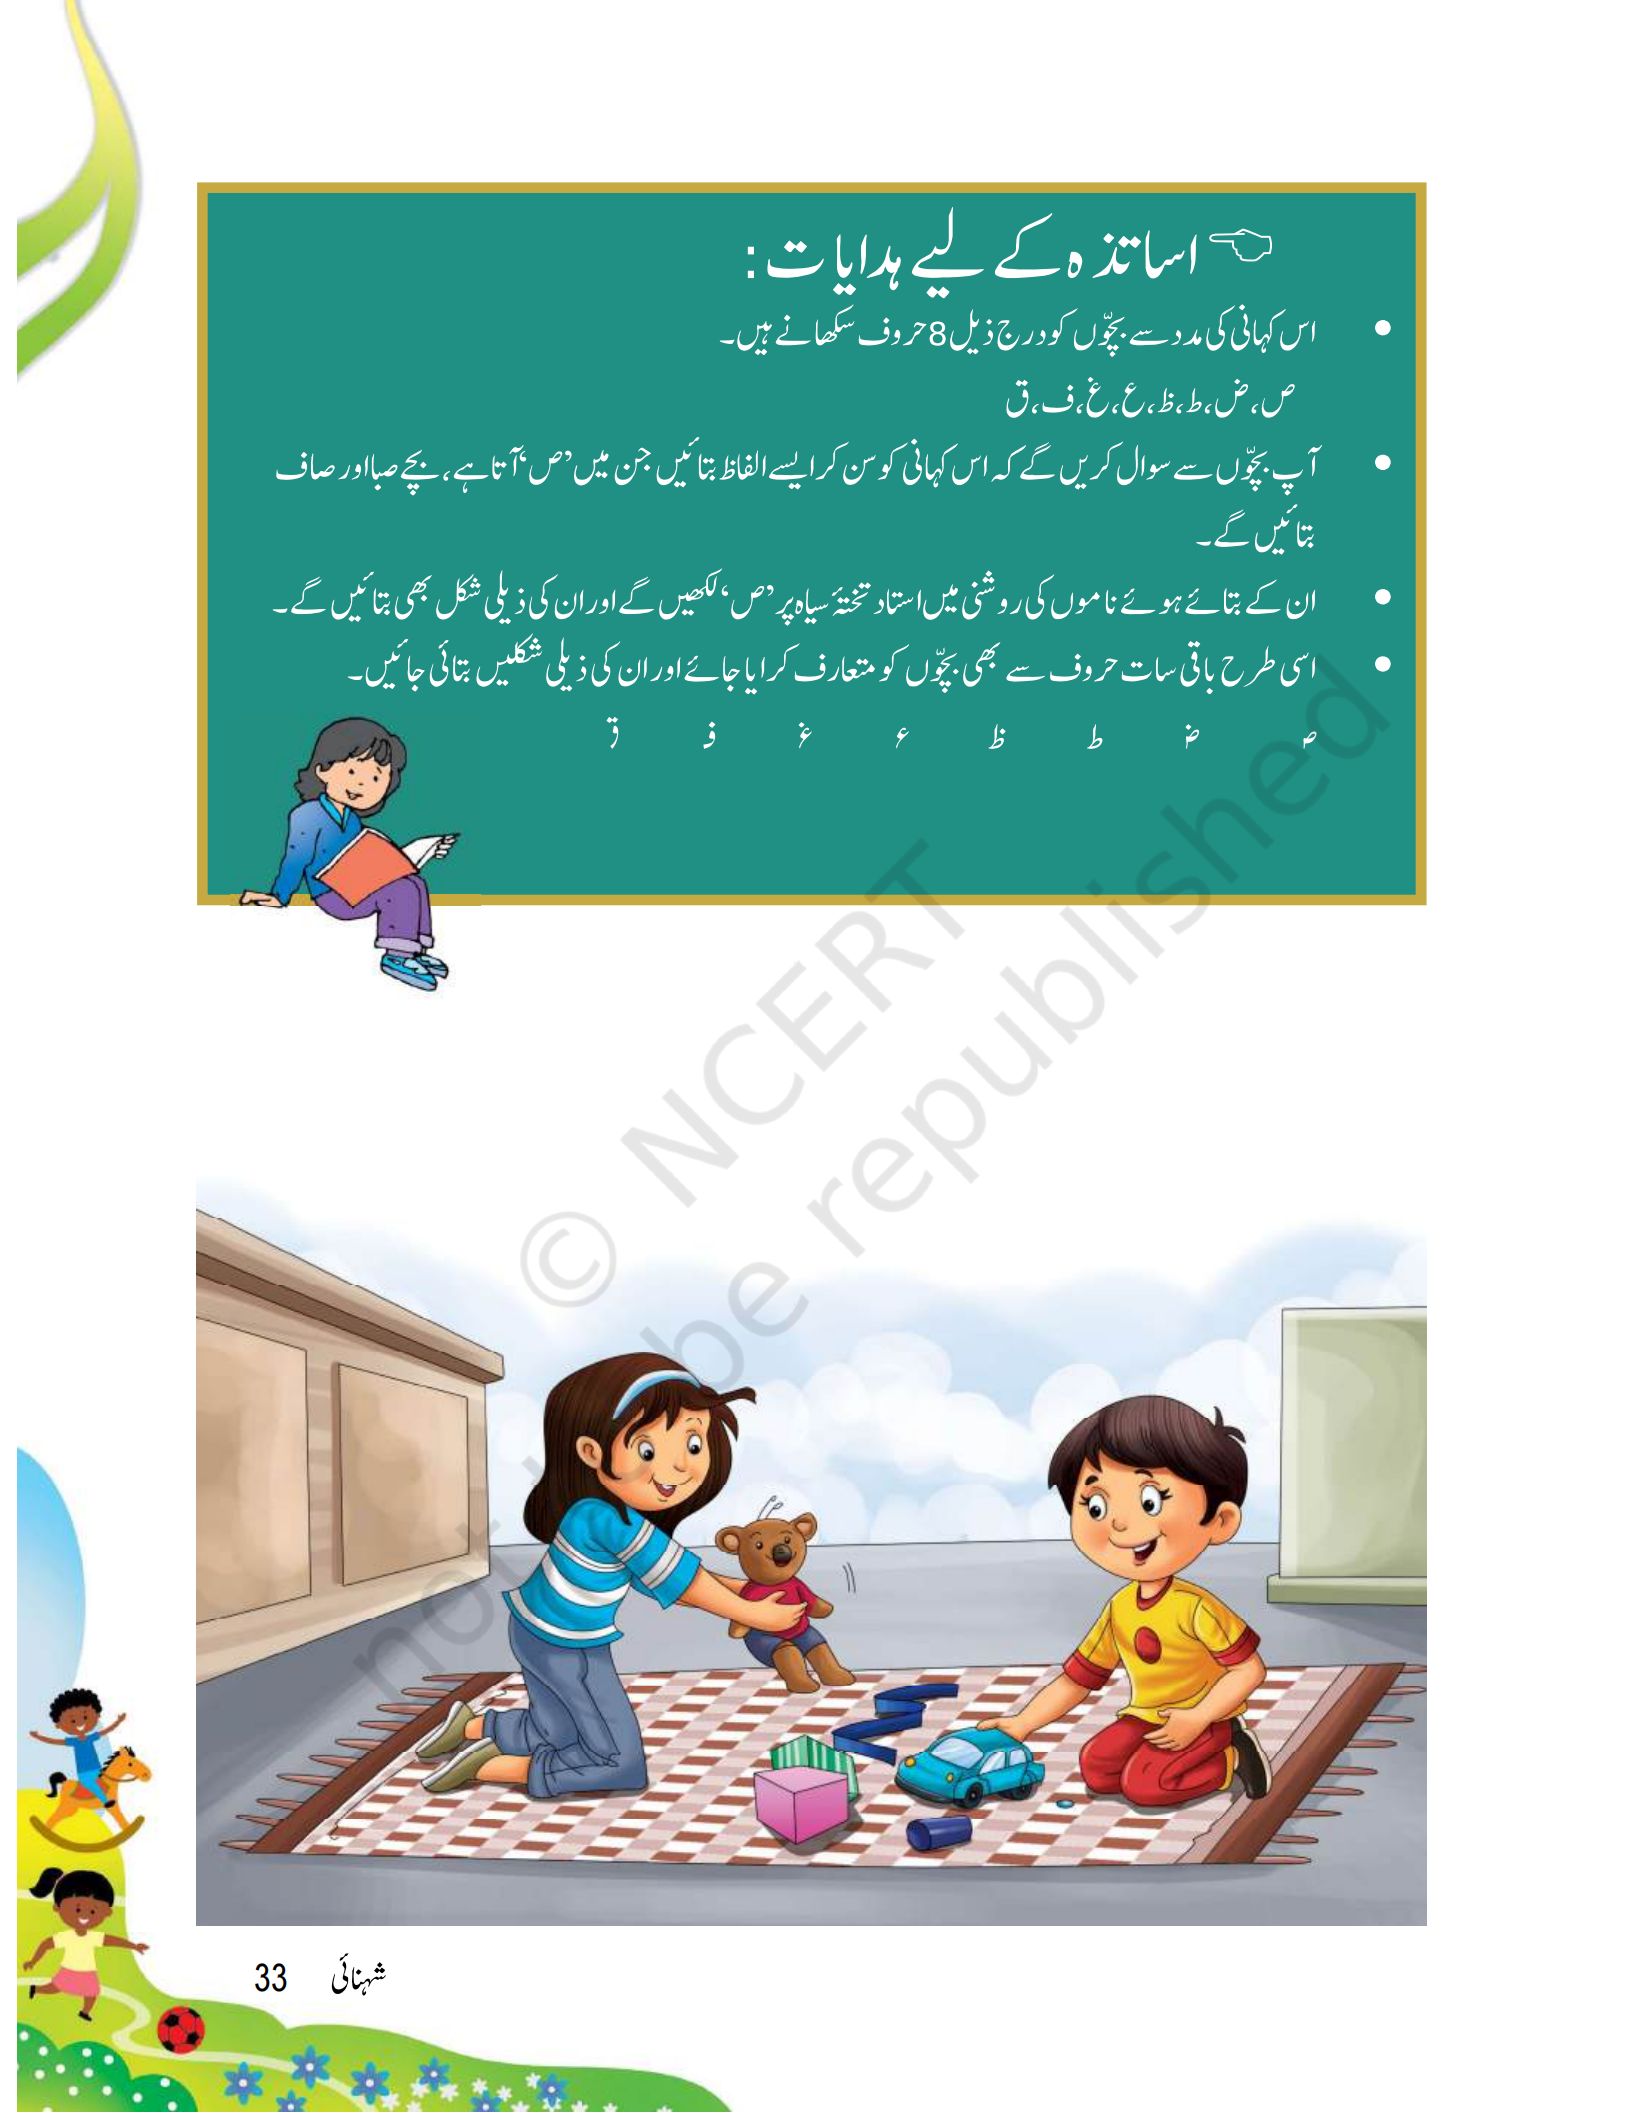 اساتذہ کے لیے ہدایات:
• اس کہانی کی مدد سے بچّوں کو درج ذیل 8 حروف سکھانے ہیں۔
ص، ض، ط، ظ، ع، غ، ف، ق
• آپ بچّوں سے سوال کریں گے کہ اس کہانی کو سن کر ایسے الفاظ بتائیں جن میں ’ص‘ آتا ہے، بچے صبا اور صاف
بتائیں گے۔
• ان کے بتائے ہوئے ناموں کی روشنی میں استاد تختۂ سیاہ پر ’ص‘ لکھیں گے اور ان کی ذیلی شکل بھی بتائیں گے۔
• اسی طرح باقی سات حروف سے بھی بچّوں کو متعارف کرایا جائے اور ان کی ذیلی شکلیں بتائی جائیں۔
صـ ضـ ط ظ عـ غـ فـ قـ
© NCERT
not to be republished
شہنائی 33